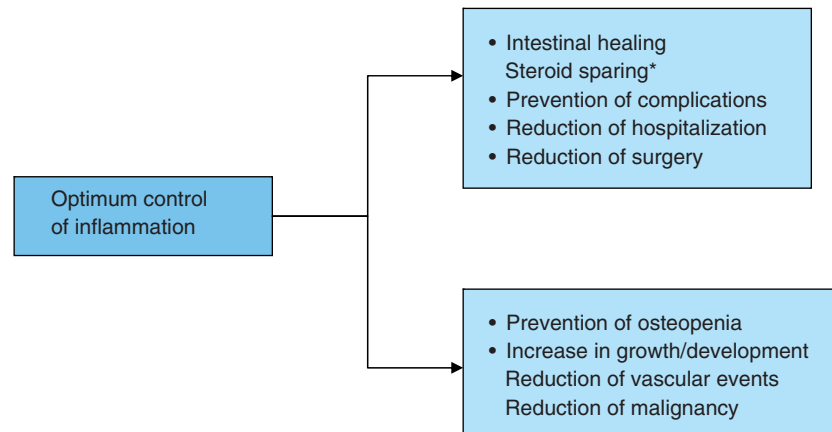 • Intestinal healing
Steroid sparing*
• Prevention of complications
• Reduction of hospitalization
• Reduction of surgery
Optimum control
of inflammation
• Prevention of osteopenia
• Increase in growth/development
Reduction of vascular events
Reduction of malignancy